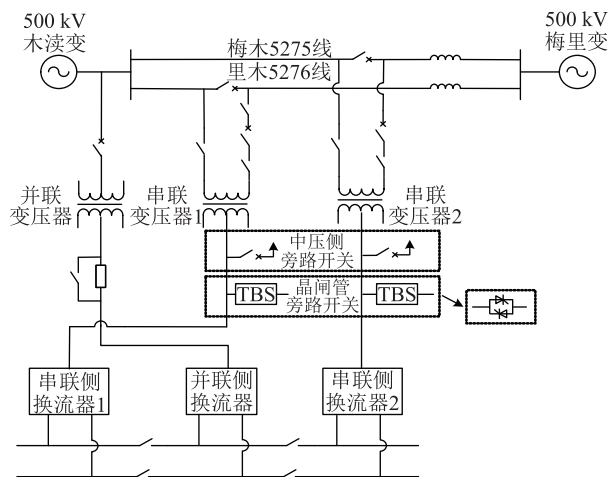 500 kV
木渎变
500 kV
梅里变
梅木5275线
里木5276线
并联
变压器
串联
变压器1
串联
变压器2
中压侧
旁路开关
TBS
晶闸管
旁路开关
TBS
串联侧
换流器1
并联侧
换流器
串联侧
换流器2